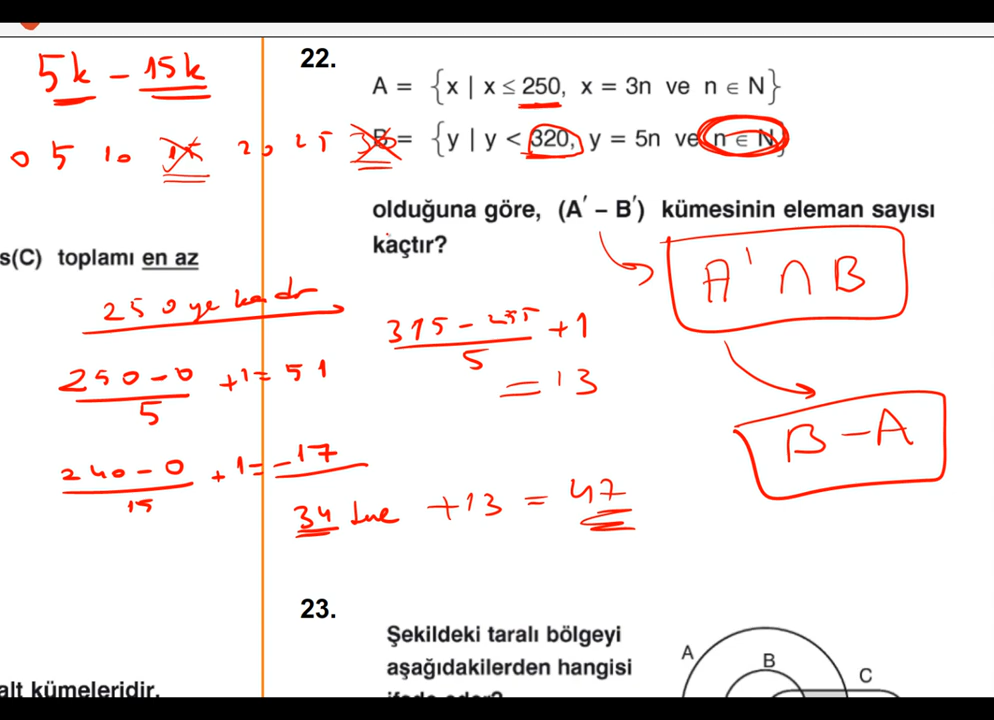 5k - 15k
0 5 10 15 20 25 30
s(C) toplamı en az
250 ye kadar
250-0/5 +1= 51
240-0/15 +1= -17
34 tane +13 = 47
alt kümeleridir.
22.
A = {x | x ≤ 250, x = 3n ve n ∈ N}
B = {y | y < 320, y = 5n ve n ∈ N}
olduğuna göre, (A′ – B′) kümesinin eleman sayısı
kaçtır?
A' ∩ B
315-255/5 +1
= 13
B-A
23.
Şekildeki taralı bölgeyi
aşağıdakilerden hangisi
ifade eder?
A B C